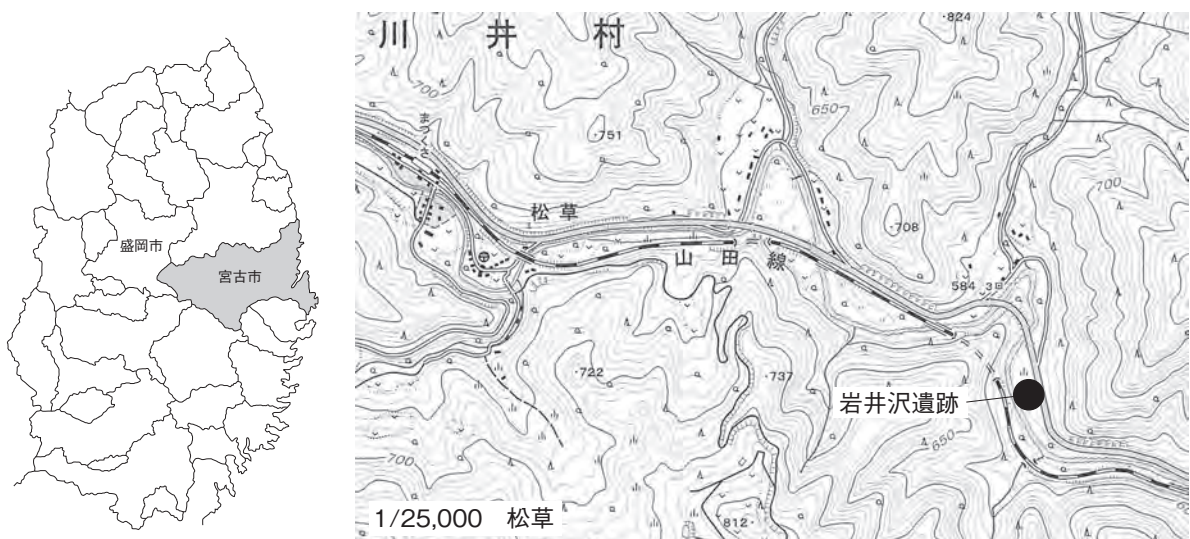 盛岡市
宮古市
川井村
・824
700
650
・751
まつくさ
松草
700
・708
山田線
584.3
・722
・737
岩井沢遺跡
650
700
812・
1/25,000 松草